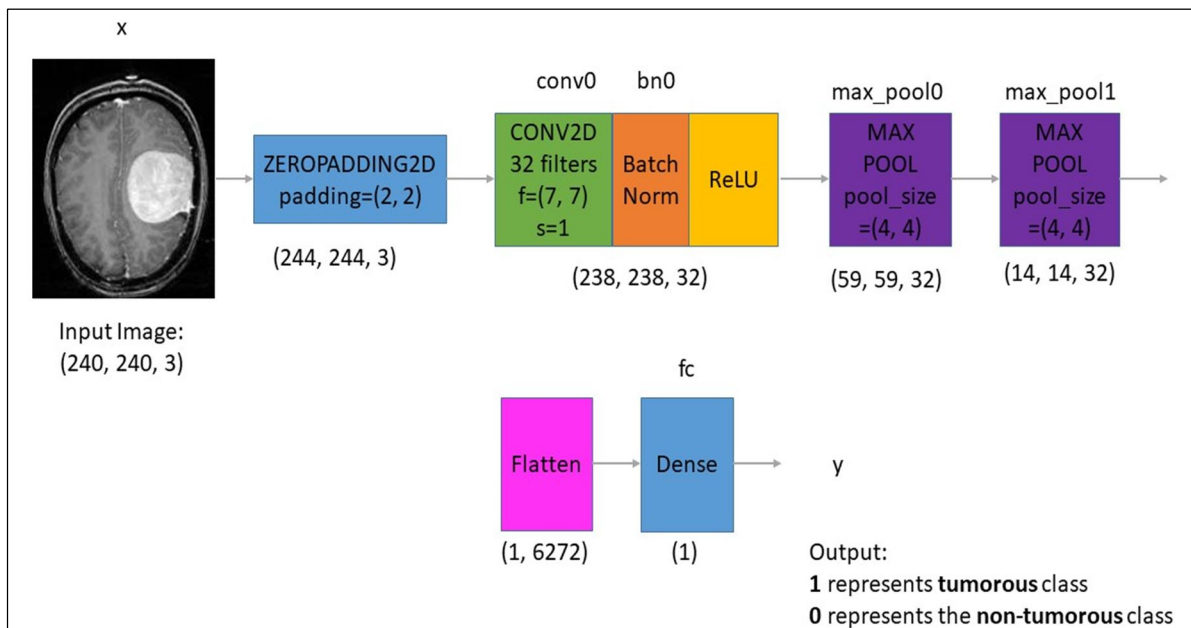 x
Input Image:
(240, 240, 3)
ZEROPADDING2D
padding=(2, 2)
(244, 244, 3)
conv0
bn0
CONV2D
32 filters
f=(7, 7)
s=1
Batch
Norm
ReLU
(238, 238, 32)
max_pool0
MAX
POOL
pool_size
=(4, 4)
(59, 59, 32)
max_pool1
MAX
POOL
pool_size
=(4, 4)
(14, 14, 32)
Flatten
(1, 6272)
fc
Dense
(1)
y
Output:
1 represents tumorous class
0 represents the non-tumorous class